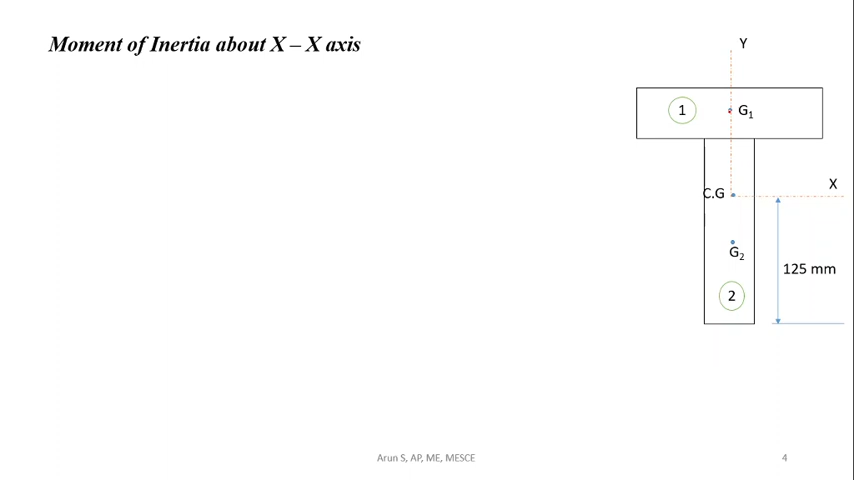 Moment of Inertia about X – X axis
Y
1
G1
X
C.G
G2
125 mm
2
Arun S, AP, ME, MESCE
4